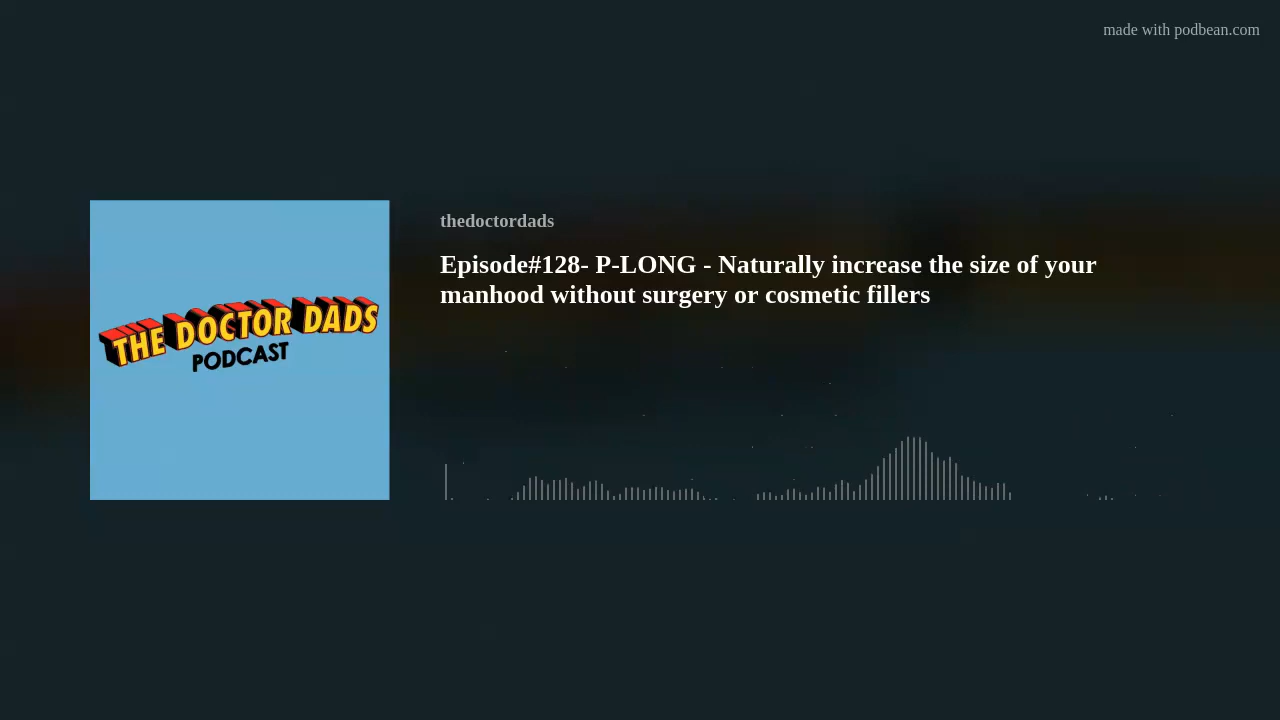 made with podbean.com
thedoctordads
Episode#128- P-LONG - Naturally increase the size of your
manhood without surgery or cosmetic fillers
THE DOCTOR DADS
PODCAST